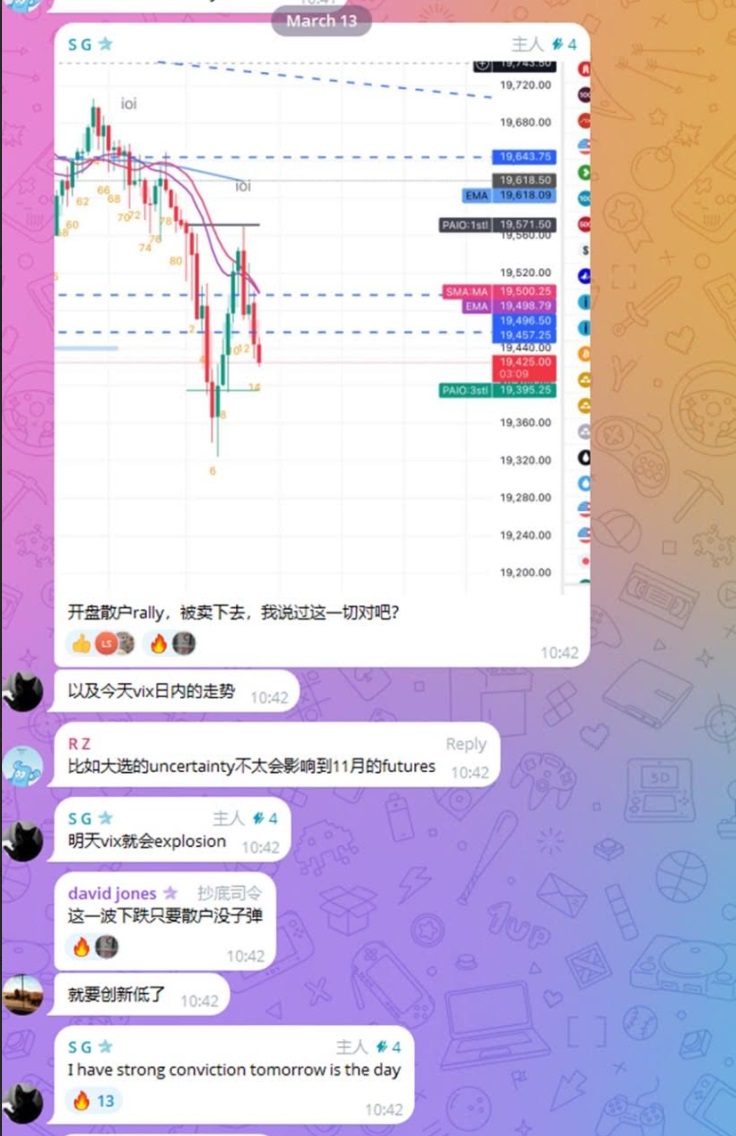 March 13
S G 主人 4
19,743.50
19,720.00
ioi
19,680.00
19,643.75
ioi
19,618.50
EMA 19,618.09
66
62
68
70
72
60
78
PAIO:1stl 19,571.50
19,560.00
76
74
80
19,520.00
SMA:MA 19,500.25
EMA 19,498.79
19,496.50
19,457.25
12
19,440.00
19,425.00
03:09
14
PAIO:3stl 19,395.25
8
19,360.00
6
19,320.00
19,280.00
19,240.00
19,200.00
开盘散户rally，被卖下去，我说过这一切对吧?
LS
10:42
以及今天vix日内的走势 10:42
R Z Reply
比如大选的uncertainty不太会影响到11月的futures 10:42
S G 主人 4
明天vix就会explosion 10:42
david jones 抄底司令
这一波下跌只要散户没子弹
10:42
就要创新低了 10:42
S G 主人 4
I have strong conviction tomorrow is the day
13
10:42